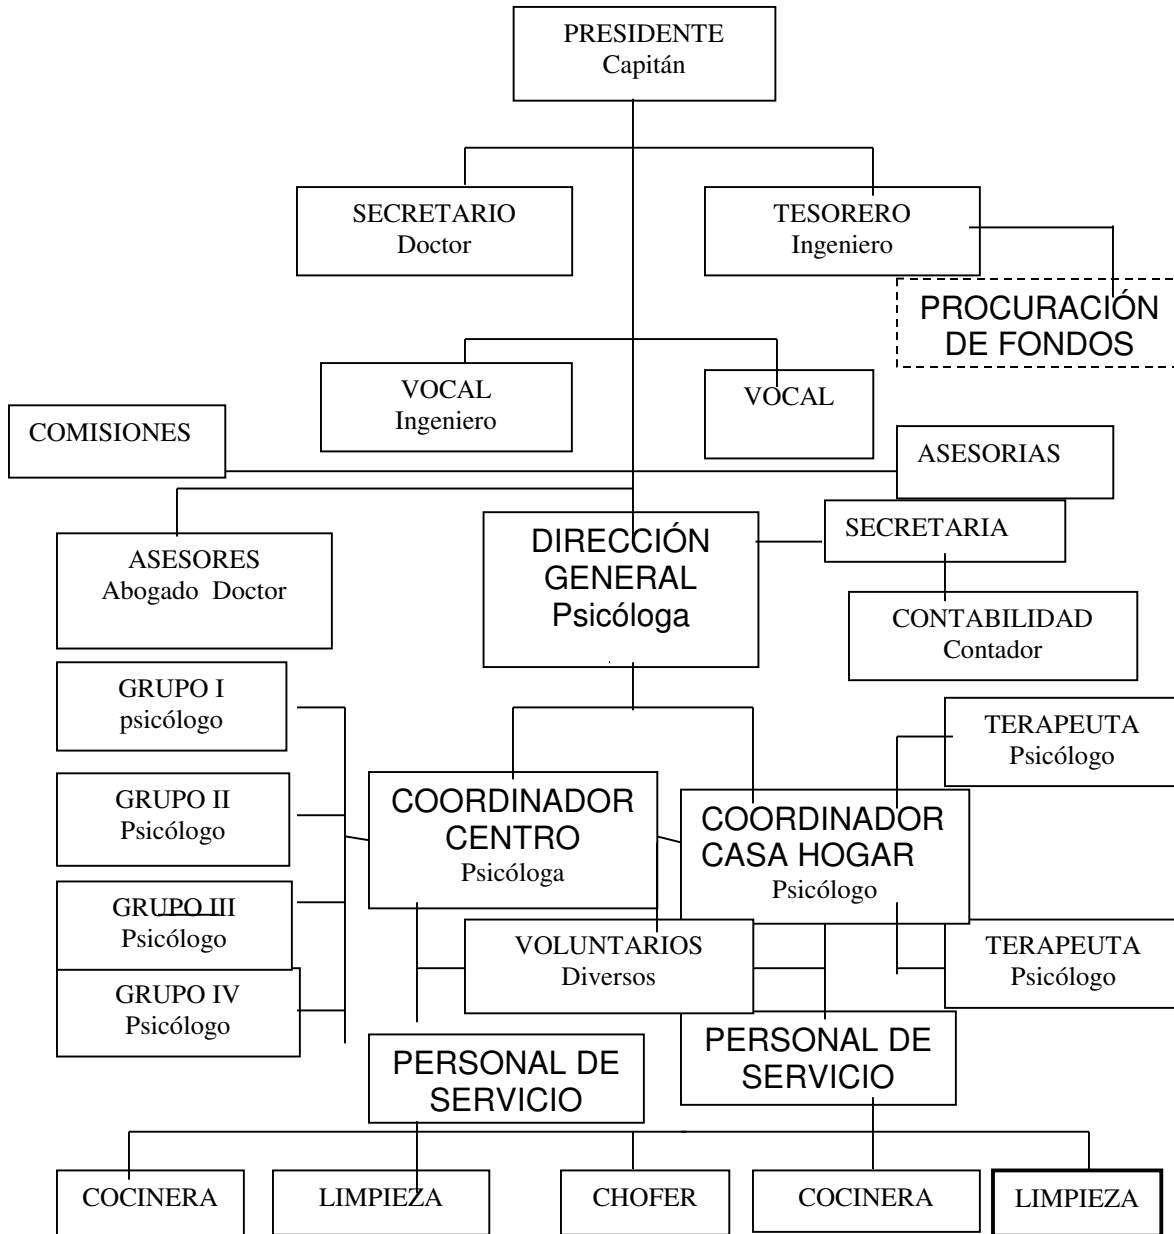 PRESIDENTE
Capitán
SECRETARIO
Doctor
TESORERO
Ingeniero
PROCURACIÓN
DE FONDOS
VOCAL
Ingeniero
VOCAL
COMISIONES
ASESORIAS
ASESORES
Abogado  Doctor
DIRECCIÓN
GENERAL
Psicóloga
SECRETARIA
CONTABILIDAD
Contador
GRUPO I
psicólogo
GRUPO II
Psicólogo
GRUPO III
Psicólogo
GRUPO IV
Psicólogo
COORDINADOR
CENTRO
Psicóloga
COORDINADOR
CASA HOGAR
Psicólogo
TERAPEUTA
Psicólogo
TERAPEUTA
Psicólogo
VOLUNTARIOS
Diversos
PERSONAL DE
SERVICIO
PERSONAL DE
SERVICIO
COCINERA
LIMPIEZA
CHOFER
COCINERA
LIMPIEZA